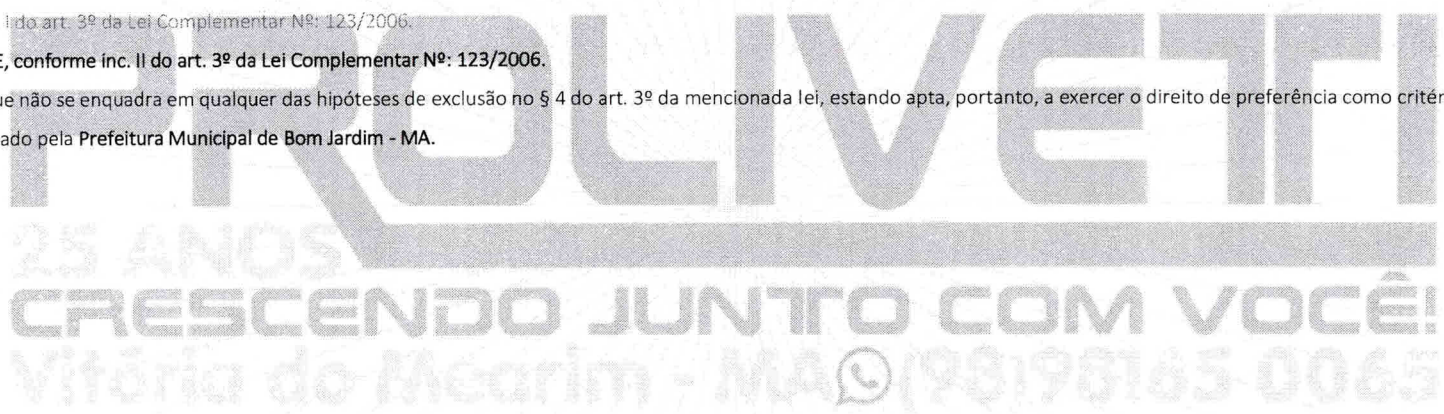 I do art. 3º da Lei Complementar Nº: 123/2006.
E, conforme inc. II do art. 3º da Lei Complementar Nº: 123/2006.
ue não se enquadra em qualquer das hipóteses de exclusão no § 4 do art. 3º da mencionada lei, estando apta, portanto, a exercer o direito de preferência como critér
ado pela Prefeitura Municipal de Bom Jardim - MA.
PROLIVETTI
25 ANOS
CRESCENDO JUNTO COM VOCÊ!
Vitória do Mearim - MA (98)98165 0065